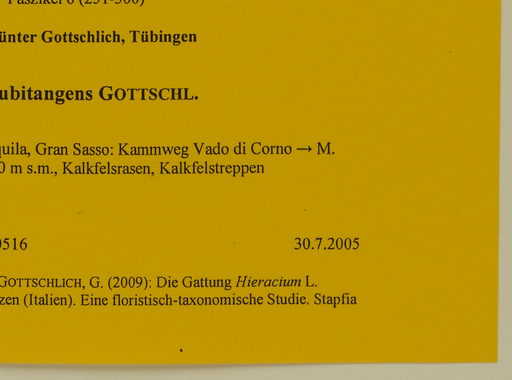 Faszikel 6 (251-300)
ünter Gottschlich, Tübingen
ubitangens GOTTSCHL.
quila, Gran Sasso: Kammweg Vado di Corno → M.
0 m s.m., Kalkfelsrasen, Kalkfelstreppen
0516 30.7.2005
GOTTSCHLICH, G. (2009): Die Gattung Hieracium L.
zen (Italien). Eine floristisch-taxonomische Studie. Stapfia